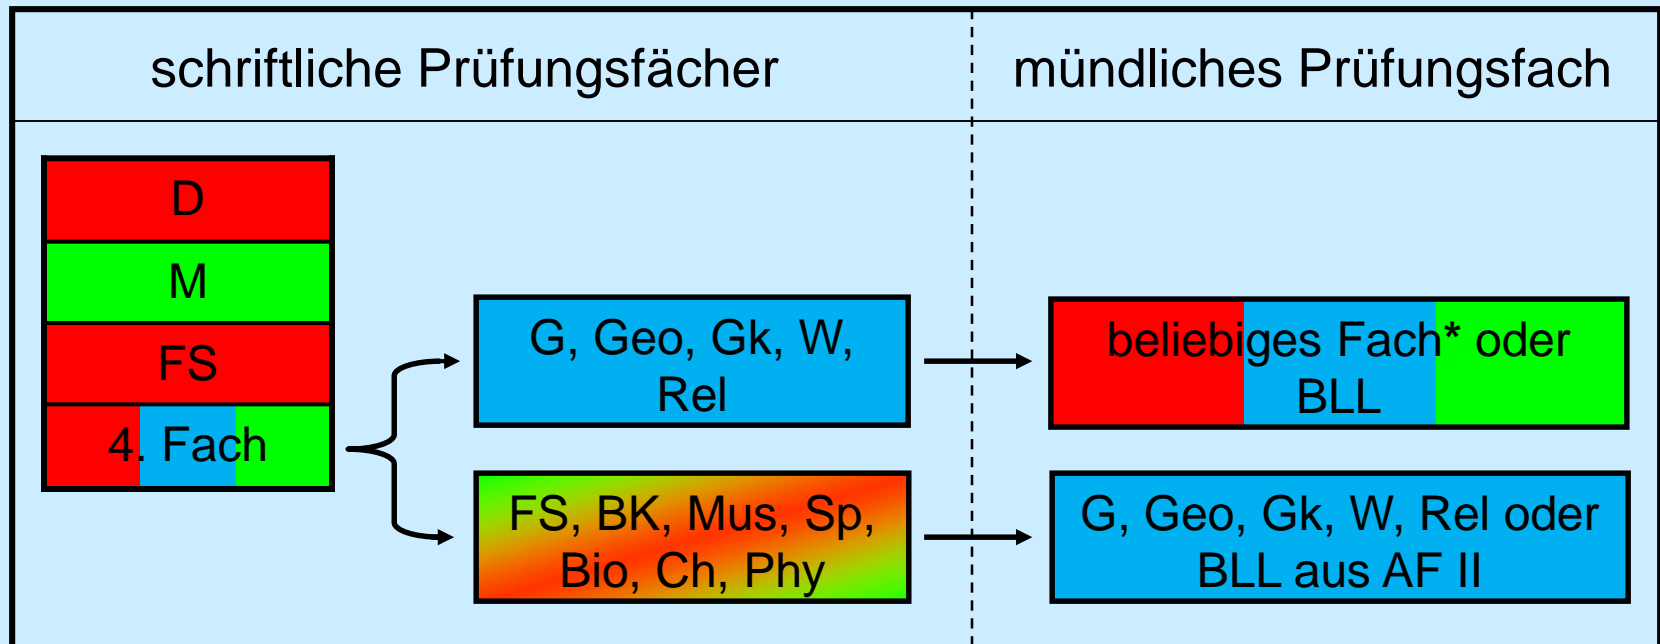 schriftliche Prüfungsfächer
mündliches Prüfungsfach
D
M
FS
4. Fach
G, Geo, Gk, W,
Rel
beliebiges Fach* oder
BLL
FS, BK, Mus, Sp,
Bio, Ch, Phy
G, Geo, Gk, W, Rel oder
BLL aus AF II